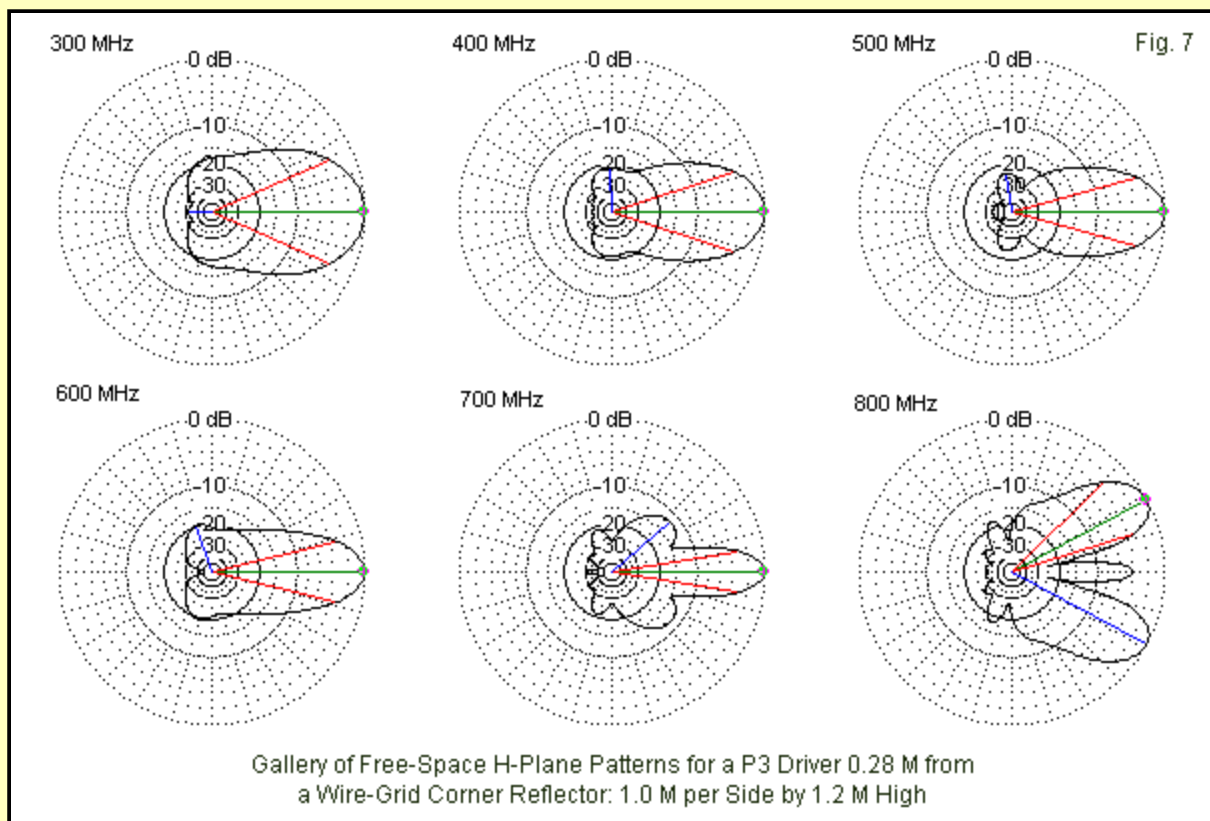 300 MHz
400 MHz
500 MHz
Fig. 7
0 dB
-10
-20
-30
0 dB
-10
20
30
0 dB
-10
20
30
600 MHz
700 MHz
800 MHz
0 dB
-10
20
30
0 dB
-10
20
30
0 dB
-10
20
30
Gallery of Free-Space H-Plane Patterns for a P3 Driver 0.28 M from
a Wire-Grid Corner Reflector: 1.0 M per Side by 1.2 M High